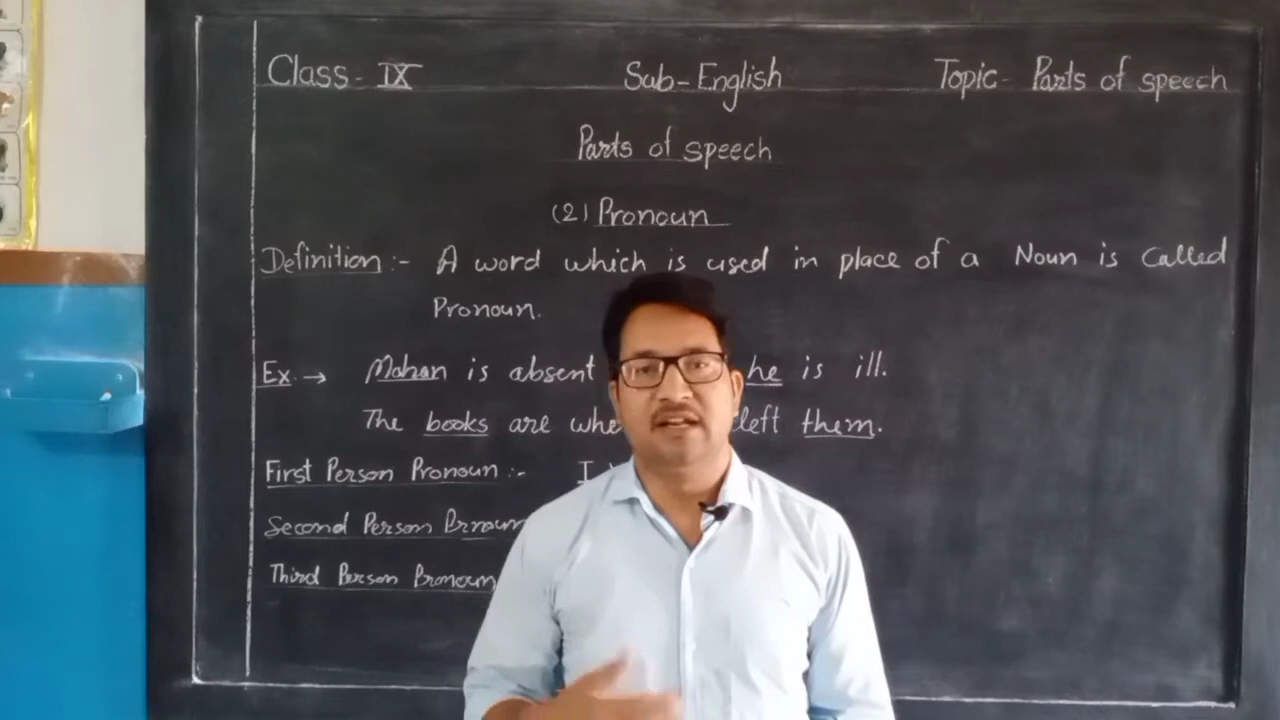 Class- IX Sub-English Topic- Parts of speech
Parts of speech
(2) Pronoun
Definition:- A word which is used in place of a Noun is Called
Pronoun.
Ex.→ Mohan is absent he is ill.
The books are left them.
First Person Pronoun:- I
Second Person Prnoun
Third Person Pronoun